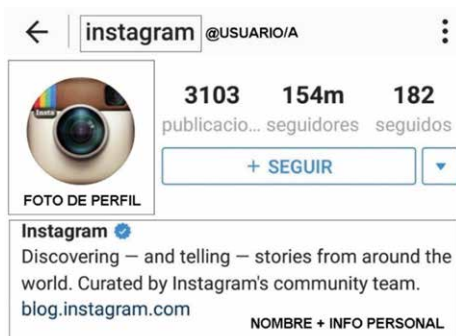 instagram @USUARIO/A
3103 154m 182
publicacio... seguidores seguidos
+ SEGUIR
Insta
FOTO DE PERFIL
Instagram
Discovering — and telling — stories from around the
world. Curated by Instagram's community team.
blog.instagram.com
NOMBRE + INFO PERSONAL